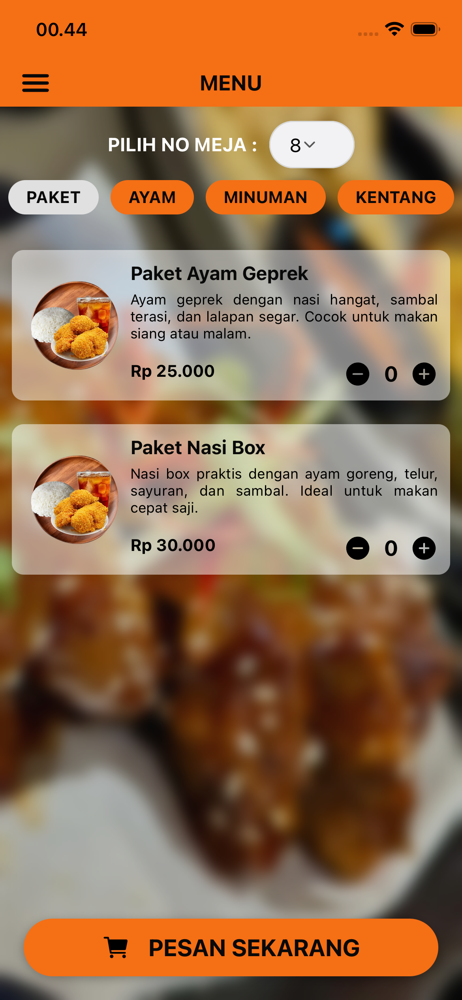 00.44
MENU
PILIH NO MEJA : 8
PAKET AYAM MINUMAN KENTANG
Paket Ayam Geprek
Ayam geprek dengan nasi hangat, sambal
terasi, dan lalapan segar. Cocok untuk makan
siang atau malam.
Rp 25.000 0
Paket Nasi Box
Nasi box praktis dengan ayam goreng, telur,
sayuran, dan sambal. Ideal untuk makan
cepat saji.
Rp 30.000 0
PESAN SEKARANG